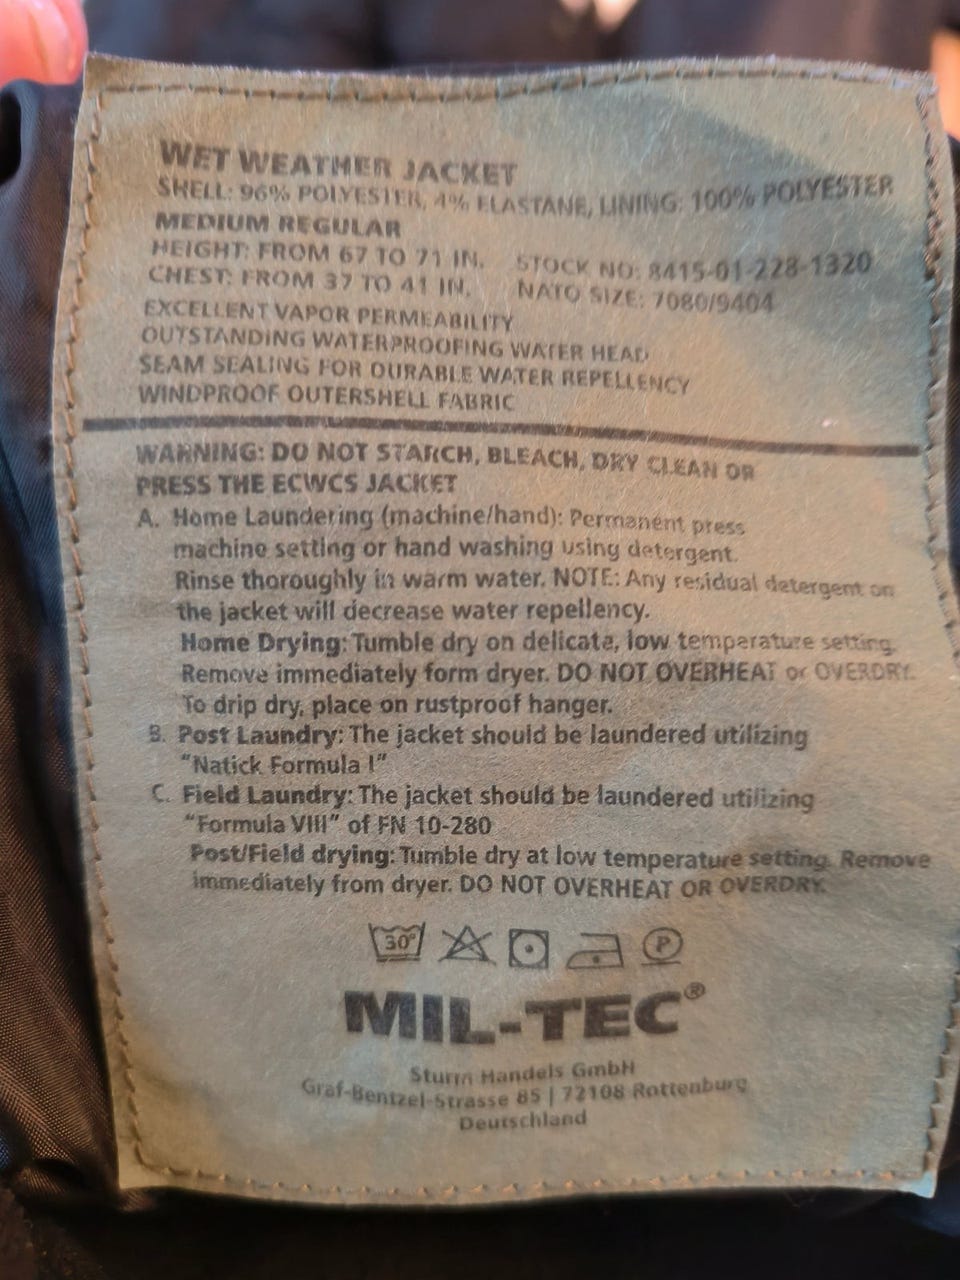 WET WEATHER JACKET
SHELL: 96% POLYESTER, 4% ELASTANE, LINING: 100% POLYESTER
MEDIUM REGULAR
HEIGHT: FROM 67 TO 71 IN. STOCK NO: 8415-01-228-1320
CHEST: FROM 37 TO 41 IN. NATO SIZE: 7080/9404
EXCELLENT VAPOR PERMEABILITY
OUTSTANDING WATERPROOFING WATER HEAD
SEAM SEALING FOR DURABLE WATER REPELLENCY
WINDPROOF OUTERSHELL FABRIC
WARNING: DO NOT STARCH, BLEACH, DRY CLEAN OR
PRESS THE ECWCS JACKET
A. Home Laundering (machine/hand): Permanent press
machine setting or hand washing using detergent.
Rinse thoroughly in warm water. NOTE: Any residual detergent on
the jacket will decrease water repellency.
Home Drying: Tumble dry on delicate, low temperature setting.
Remove immediately form dryer. DO NOT OVERHEAT or OVERDRY.
To drip dry, place on rustproof hanger.
B. Post Laundry: The jacket should be laundered utilizing
"Natick Formula I"
C. Field Laundry: The jacket should be laundered utilizing
"Formula VIII" of FN 10-280
Post/Field drying: Tumble dry at low temperature setting. Remove
immediately from dryer. DO NOT OVERHEAT OR OVERDRY.
30° P
MIL-TEC®
Sturm Handels GmbH
Graf-Bentzel-Strasse 85 | 72108 Rottenburg
Deutschland